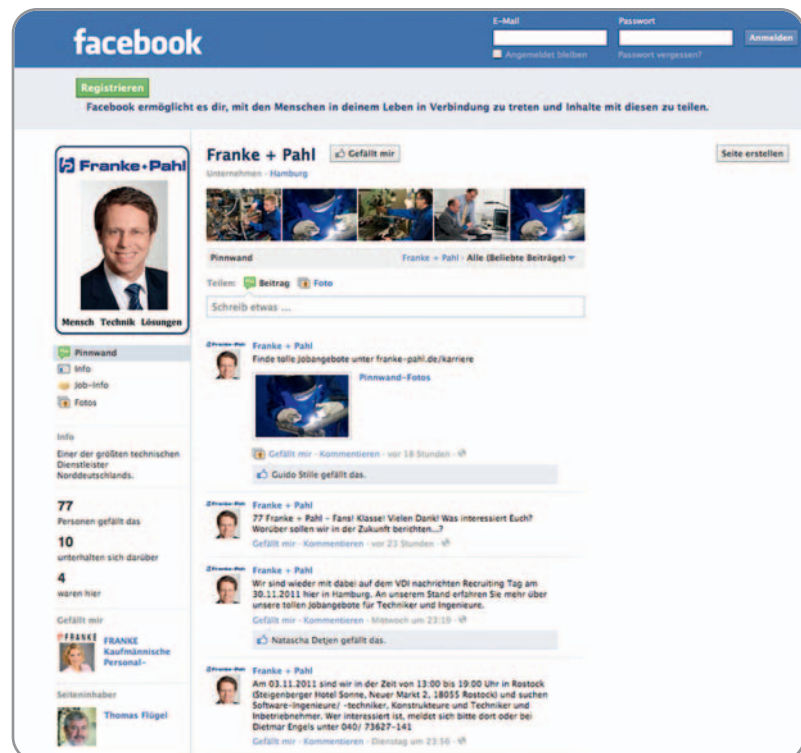 facebook
E-Mail
Passwort
Anmelden
Angemeldet bleiben
Passwort vergessen?
Registrieren
Facebook ermöglicht es dir, mit den Menschen in deinem Leben in Verbindung zu treten und Inhalte mit diesen zu teilen.
Franke+Pahl
Mensch Technik Lösungen
Pinnwand
Info
Job-Info
Fotos
Info
Einer der größten technischen
Dienstleister
Norddeutschlands.
77
Personen gefällt das
10
unterhalten sich darüber
4
waren hier
Gefällt mir
FRANKE
FRANKE
Kaufmännische
Personal-
Seiteninhaber
Thomas Flügel
Franke + Pahl
Gefällt mir
Seite erstellen
Unternehmen · Hamburg
Pinnwand
Franke + Pahl · Alle (Beliebte Beiträge)
Teilen: Beitrag Foto
Schreib etwas ...
Franke + Pahl
Finde tolle Jobangebote unter franke-pahl.de/karriere
Pinnwand-Fotos
Gefällt mir · Kommentieren · vor 18 Stunden ·
Guido Stille gefällt das.
Franke + Pahl
77 Franke + Pahl - Fans! Klasse! Vielen Dank! Was interessiert Euch?
Worüber sollen wir in der Zukunft berichten...?
Gefällt mir · Kommentieren · vor 23 Stunden ·
Franke + Pahl
Wir sind wieder mit dabei auf dem VDI nachrichten Recruiting Tag am
30.11.2011 hier in Hamburg. An unserem Stand erfahren Sie mehr über
unsere tollen Jobangebote für Techniker und Ingenieure.
Gefällt mir · Kommentieren · Mittwoch um 23:19 ·
Natascha Detjen gefällt das.
Franke + Pahl
Am 03.11.2011 sind wir in der Zeit von 13:00 bis 19:00 Uhr in Rostock
(Steigenberger Hotel Sonne, Neuer Markt 2, 18055 Rostock) und suchen
Software-Ingenieure/ -techniker, Konstrukteure und Techniker und
Inbetriebnehmer. Wer interessiert ist, meldet sich bitte dort oder bei
Dietmar Engels unter 040/ 73627-141
Gefällt mir · Kommentieren · Dienstag um 23:56 ·